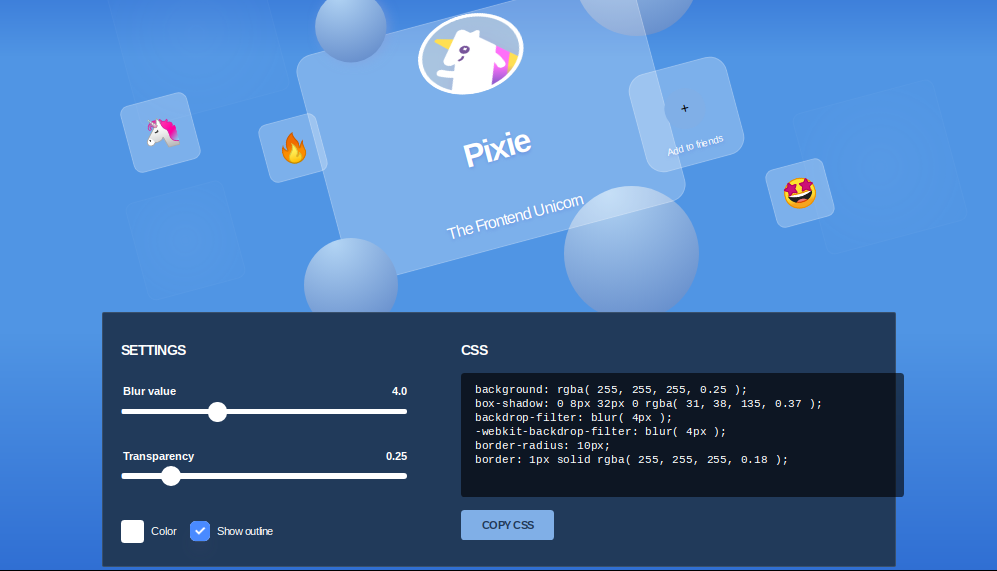 +
Add to friends
Pixie
The Frontend Unicorn
SETTINGS
Blur value 4.0
Transparency 0.25
Color Show outline
CSS
background: rgba( 255, 255, 255, 0.25 );
box-shadow: 0 8px 32px 0 rgba( 31, 38, 135, 0.37 );
backdrop-filter: blur( 4px );
-webkit-backdrop-filter: blur( 4px );
border-radius: 10px;
border: 1px solid rgba( 255, 255, 255, 0.18 );
COPY CSS